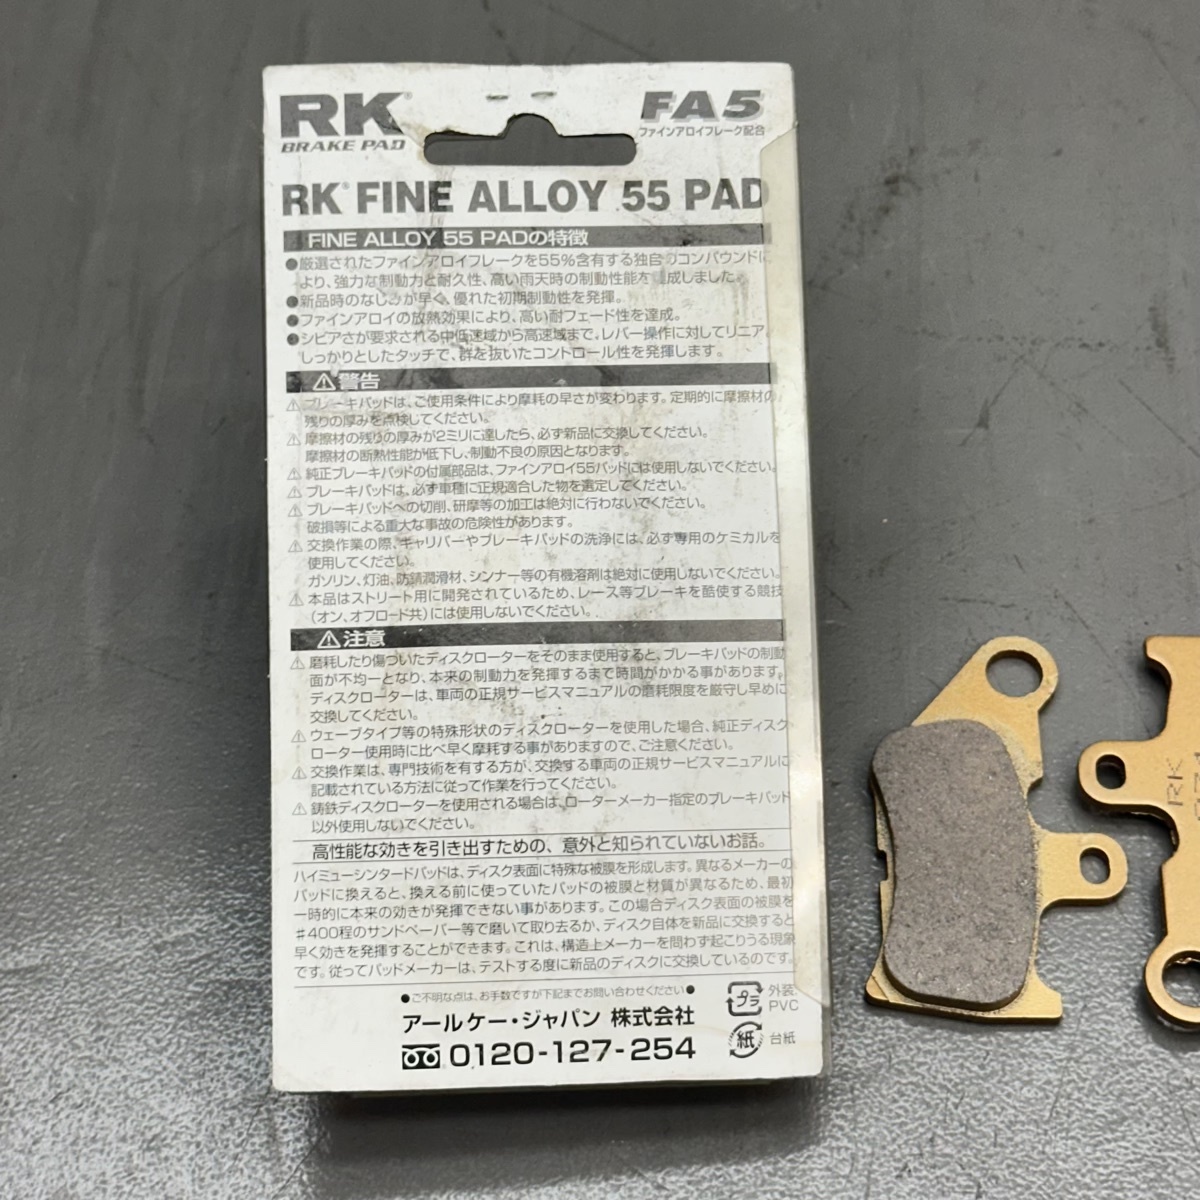 RK
BRAKE PAD
FA5
ファインアロイフレーク配合
RK FINE ALLOY 55 PAD
FINE ALLOY 55 PADの特徴
●厳選されたファインアロイフレークを55%含有する独自のコンパウンドに
より、強力な制動力と耐久性、高い雨天時の制動性能を達成しました。
●新品時のなじみが早く、優れた初期制動性を発揮。
●ファインアロイの放熱効果により、高い耐フェード性を達成。
●シビアさが要求される中低速域から高速域まで。レバー操作に対してリニア、
しっかりとしたタッチで、群を抜いたコントロール性を発揮します。
⚠警告
⚠ブレーキパッドは、ご使用条件により摩耗の早さが変わります。定期的に摩擦材の
残りの厚みを点検してください。
⚠摩擦材の残りの厚みが2ミリに達したら、必ず新品に交換してください。
摩擦材の断熱性能が低下し、制動不良の原因となります。
⚠純正ブレーキパッドの付属部品は、ファインアロイ55パッドには使用しないでください。
⚠ブレーキパッドは、必ず車種に正規適合した物を選定してください。
⚠ブレーキパッドへの切削、研摩等の加工は絶対に行わないでください。
破損等による重大な事故の危険性があります。
⚠交換作業の際、キャリパーやブレーキパッドの洗浄には、必ず専用のケミカルを
使用してください。
ガソリン、灯油、防錆潤滑材、シンナー等の有機溶剤は絶対に使用しないでください。
⚠本品はストリート用に開発されているため、レース等ブレーキを酷使する競技
(オン、オフロード共)には使用しないでください。
⚠注意
⚠磨耗したり傷ついたディスクローターをそのまま使用すると、ブレーキパッドの制動
面が不均一となり、本来の制動力を発揮するまで時間がかかる事があります。
ディスクローターは、車両の正規サービスマニュアルの磨耗限度を厳守し早めに
交換してください。
⚠ウェーブタイプ等の特殊形状のディスクローターを使用した場合、純正ディスク
ローター使用時に比べ早く摩耗する事がありますので、ご注意ください。
⚠交換作業は、専門技術を有する方が、交換する車両の正規サービスマニュアルに
記載されている方法に従って作業を行ってください。
⚠鋳鉄ディスクローターを使用される場合は、ローターメーカー指定のブレーキパッド
以外使用しないでください。
高性能な効きを引き出すための、意外と知られていないお話。
ハイミューシンタードパッドは、ディスク表面に特殊な被膜を形成します。異なるメーカーの
パッドに換えると、換える前に使っていたパッドの被膜と材質が異なるため、最初
一時的に本来の効きが発揮できない事があります。この場合ディスク表面の被膜を
#400程のサンドペーパー等で磨いて取り去るか、ディスク自体を新品に交換すると
早く効きを発揮することができます。これは、構造上メーカーを問わず起こりうる現象
です。従ってパッドメーカーは、テストする度に新品のディスクに交換しているのです。
●ご不明な点は、お手数ですが下記までお問い合わせください●
アールケー・ジャパン 株式会社
0120-127-254
プラ 外装:
PVC
紙 台紙
RK